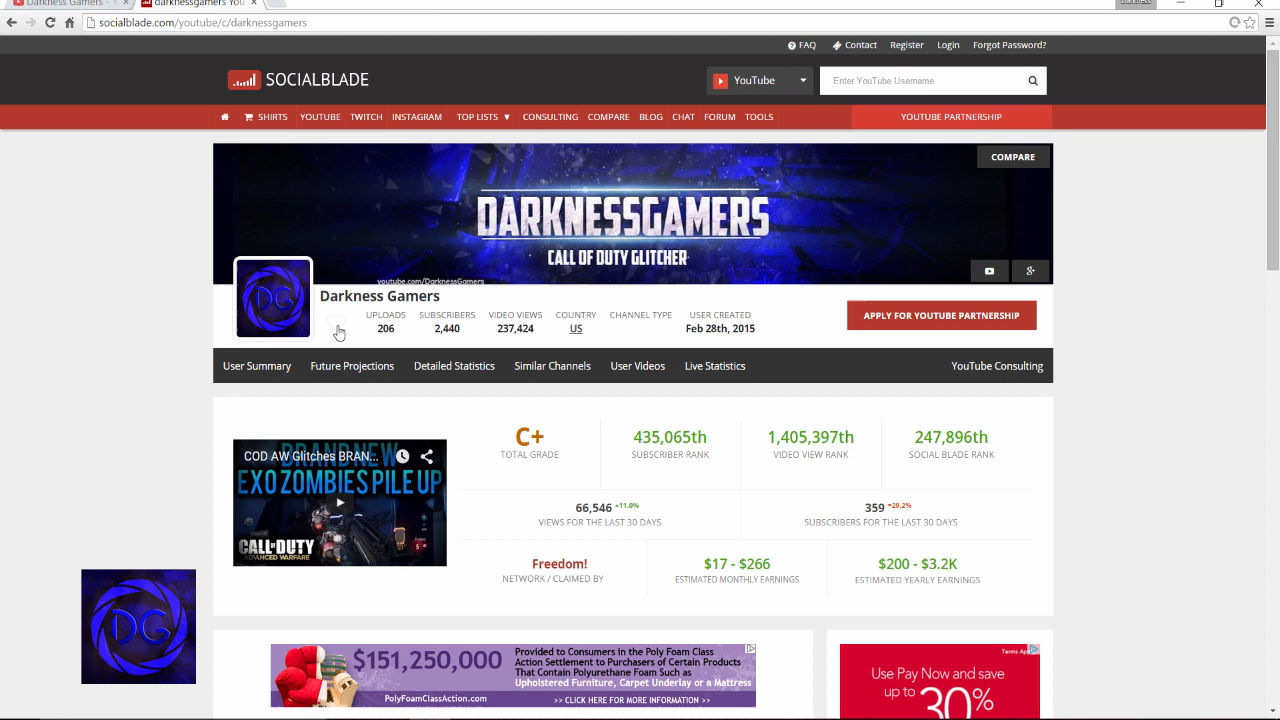 Darkness Gamers -
darknessgamers You
Darkness
socialblade.com/youtube/c/darknessgamers
FAQ Contact Register Login Forgot Password?
SOCIALBLADE
YouTube
Enter YouTube Username
SHIRTS YOUTUBE TWITCH INSTAGRAM TOP LISTS ▼ CONSULTING COMPARE BLOG CHAT FORUM TOOLS
YOUTUBE PARTNERSHIP
COMPARE
DARKNESSGAMERS
CALL OF DUTY GLITCHER
youtube.com/DarknessGamers
DG
Darkness Gamers
UPLOADS SUBSCRIBERS VIDEO VIEWS COUNTRY CHANNEL TYPE USER CREATED
206 2,440 237,424 US Feb 28th, 2015
APPLY FOR YOUTUBE PARTNERSHIP
User Summary Future Projections Detailed Statistics Similar Channels User Videos Live Statistics YouTube Consulting
COD AW Glitches BRAN...
BRANDNEW
EXO ZOMBIES PILE UP
CALL OF DUTY
ADVANCED WARFARE
C+ 435,065th 1,405,397th 247,896th
TOTAL GRADE SUBSCRIBER RANK VIDEO VIEW RANK SOCIAL BLADE RANK
66,546 +11.0% 359 -29.2%
VIEWS FOR THE LAST 30 DAYS SUBSCRIBERS FOR THE LAST 30 DAYS
Freedom! $17 - $266 $200 - $3.2K
NETWORK / CLAIMED BY ESTIMATED MONTHLY EARNINGS ESTIMATED YEARLY EARNINGS
DG
$151,250,000
PolyFoamClassAction.com
Provided to Consumers in the Poly Foam Class
Action Settlement to Purchasers of Certain Products
That Contain Polyurethane Foam Such as
Upholstered Furniture, Carpet Underlay or a Mattress
>> CLICK HERE FOR MORE INFORMATION >>
Terms Ap
Use Pay Now and save
up to 30%